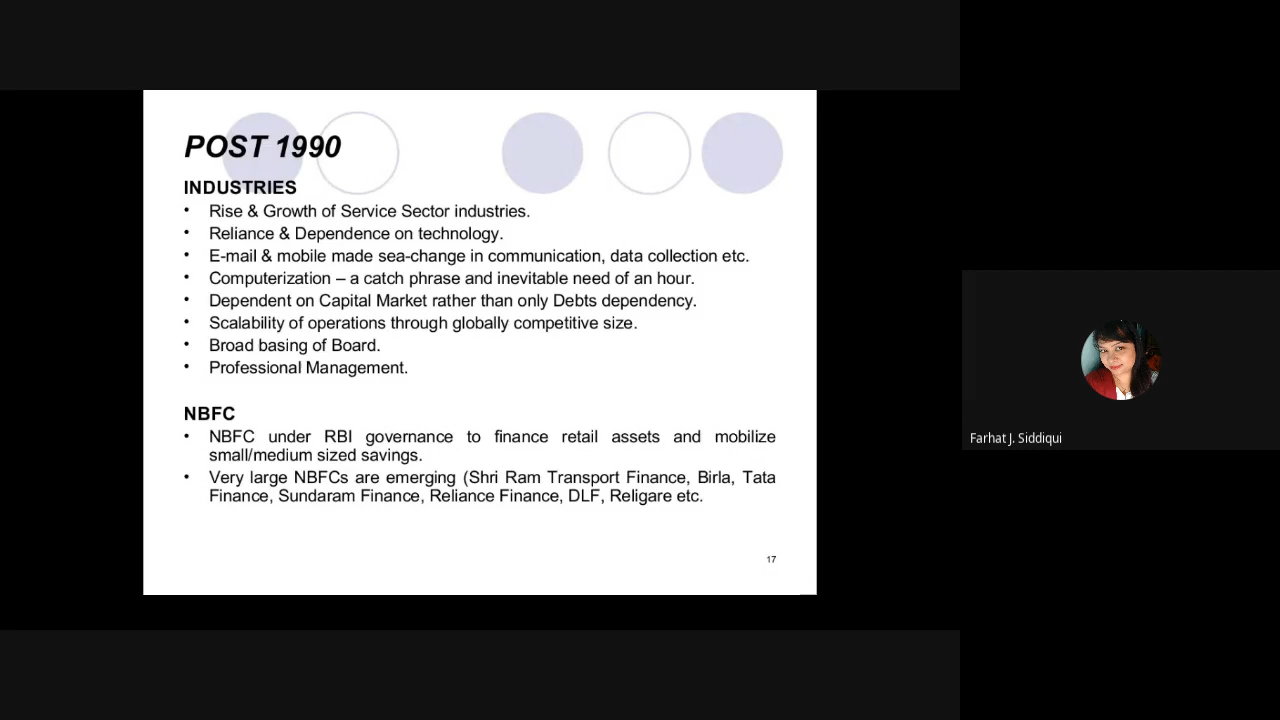 POST 1990
INDUSTRIES
• Rise & Growth of Service Sector industries.
• Reliance & Dependence on technology.
• E-mail & mobile made sea-change in communication, data collection etc.
• Computerization – a catch phrase and inevitable need of an hour.
• Dependent on Capital Market rather than only Debts dependency.
• Scalability of operations through globally competitive size.
• Broad basing of Board.
• Professional Management.
NBFC
• NBFC under RBI governance to finance retail assets and mobilize
small/medium sized savings.
• Very large NBFCs are emerging (Shri Ram Transport Finance, Birla, Tata
Finance, Sundaram Finance, Reliance Finance, DLF, Religare etc.
17
Farhat J. Siddiqui